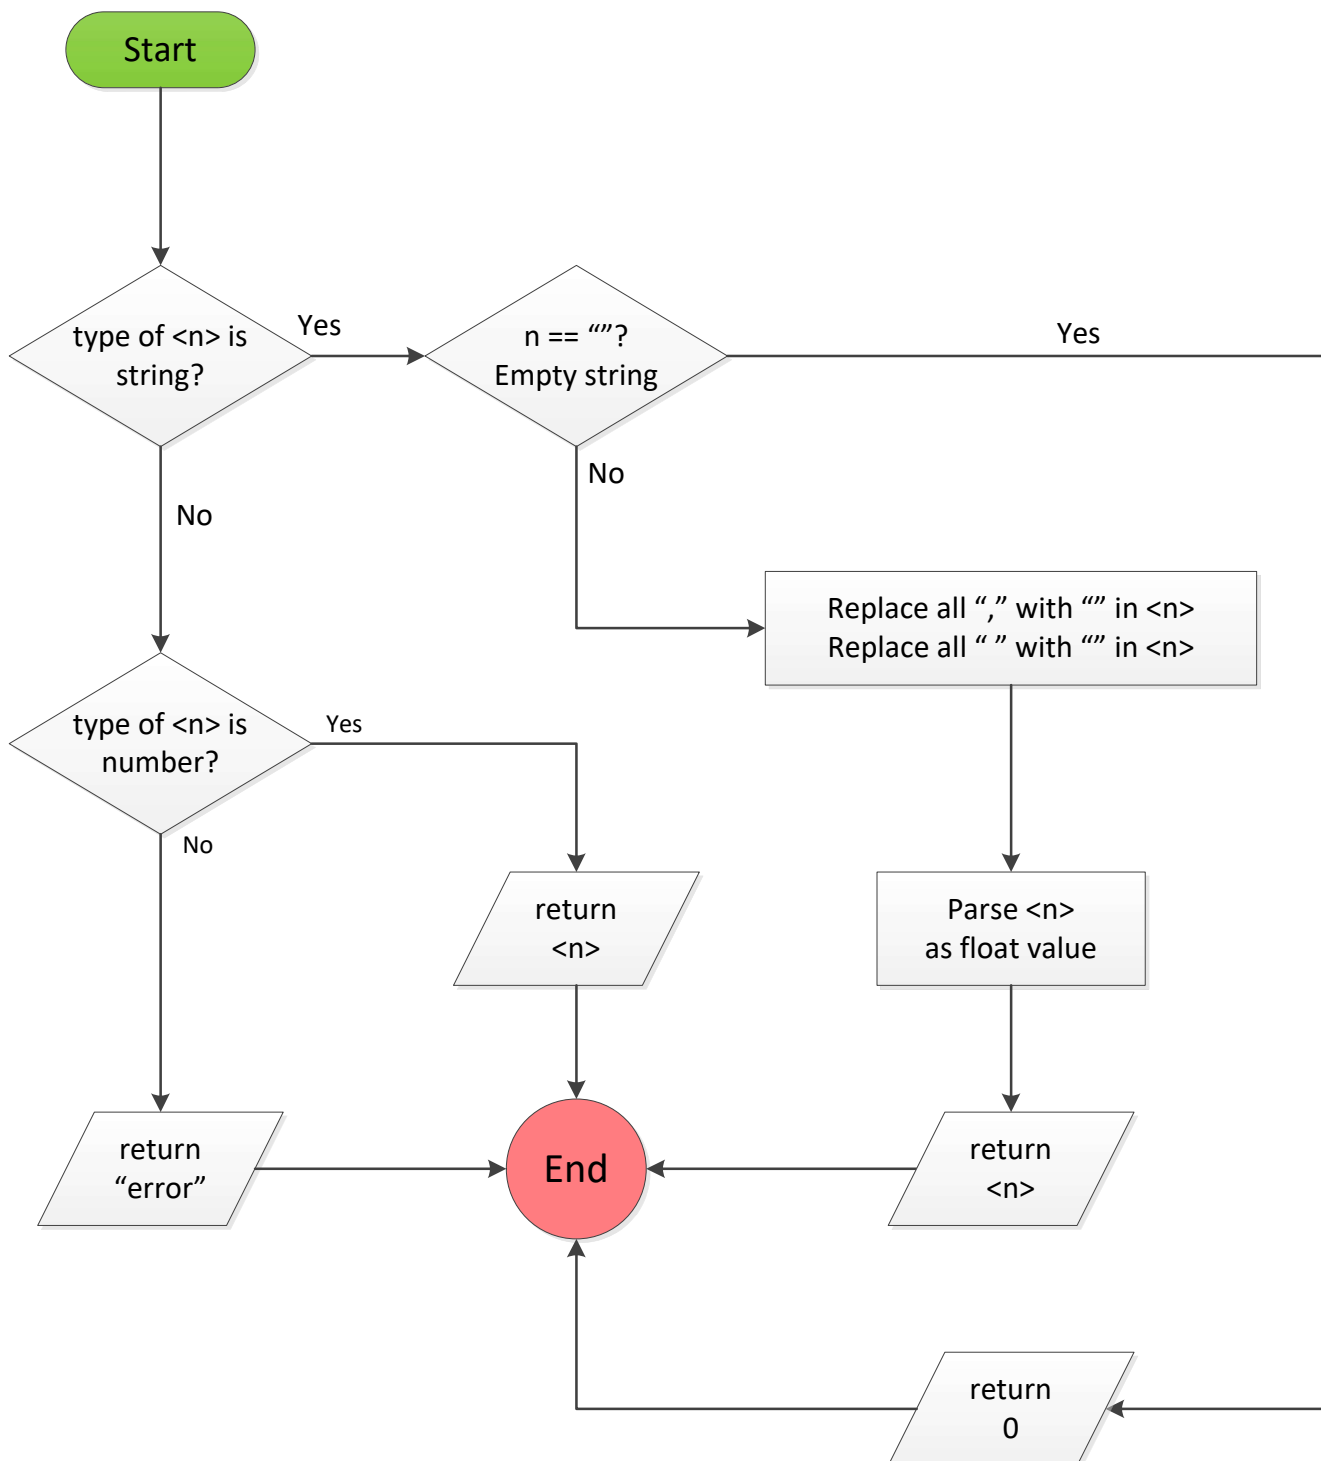 Start
type of <n> is
string?
Yes
n == “”?
Empty string
Yes
No
No
Replace all “,” with “” in <n>
Replace all “ ” with “” in <n>
type of <n> is
number?
Yes
No
return
<n>
Parse <n>
as float value
return
“error”
End
return
<n>
return
0